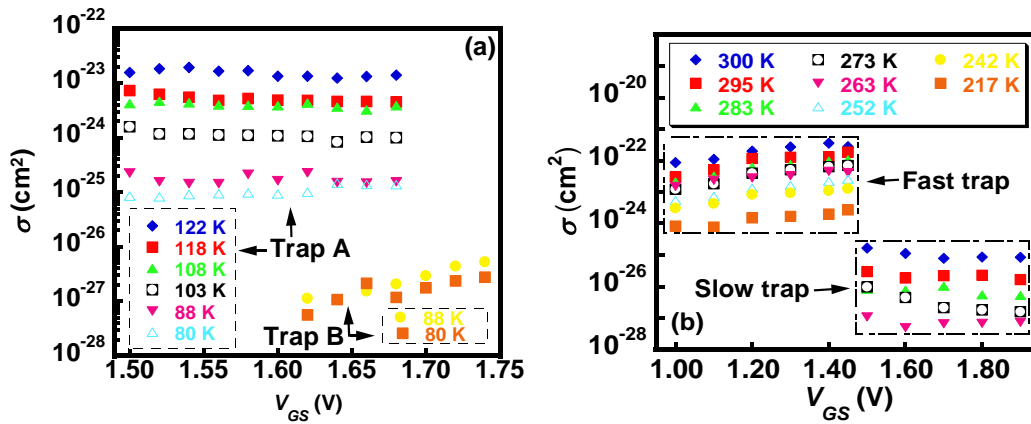 10-22
10-23
10-24
10-25
10-26
10-27
10-28
σ (cm2)
(a)
122 K
118 K
108 K
103 K
88 K
80 K
Trap A
Trap B
88 K
80 K
1.50
1.55
1.60
1.65
1.70
1.75
VGS (V)
10-20
10-22
10-24
10-26
10-28
σ (cm2)
300 K
273 K
242 K
295 K
263 K
217 K
283 K
252 K
Fast trap
Slow trap
(b)
1.00
1.20
1.40
1.60
1.80
VGS (V)